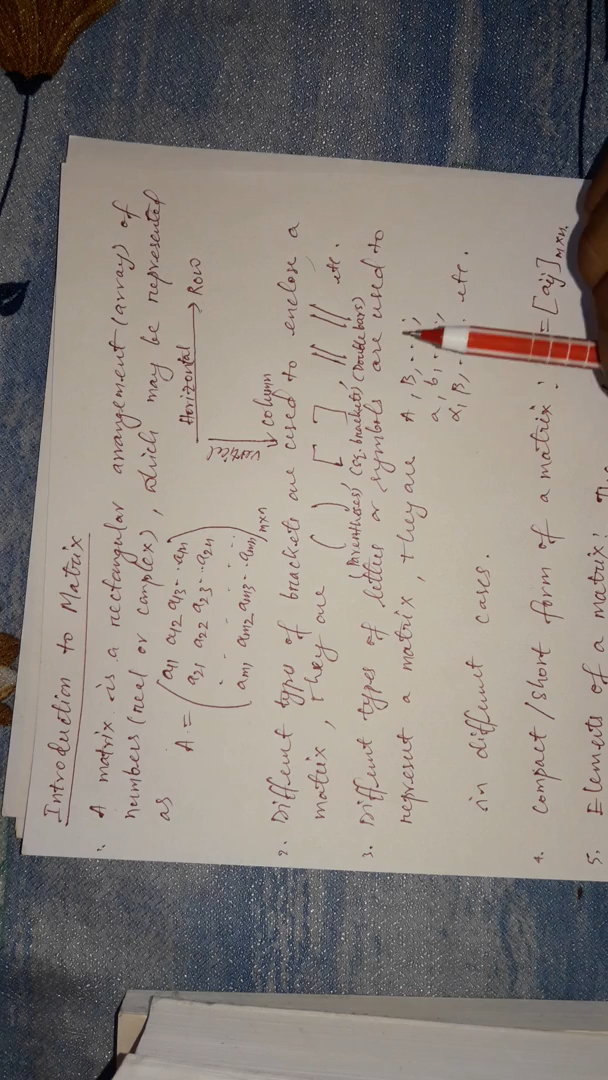 Introduction to Matrix
1. A matrix is a rectangular arrangement (array) of
numbers (real or complex), which may be represented
as
A = ( a11 a12 a13 ... a1n
a21 a22 a23 ... a2n
. . . . . .
am1 am2 am3 ... amn )m×n
Horizontal → Row
vertical ↓ column
2. Different type of brackets are used to enclose a
matrix, they are ( ) [ ], || || etc.
(Parentheses) (sq. brackets) (Double bars)
3. Different types of letters or symbols are used to
represent a matrix, they are A, B, ...;
a, b, ...;
α, β, ... etc.
in different cases.
4. Compact/short form of a matrix: = [aij]m×n
5. Elements of a matrix: